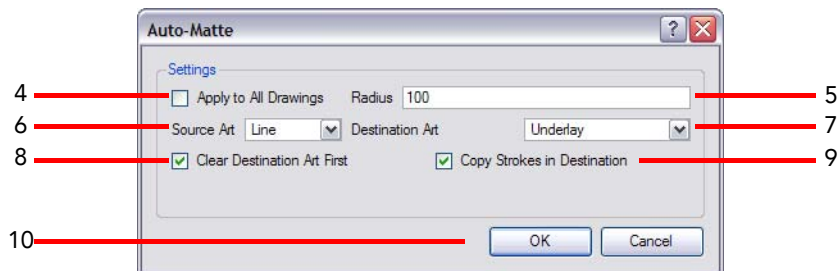 Auto-Matte
Settings
4 Apply to All Drawings Radius 100 5
6 Source Art Line Destination Art Underlay 7
8 Clear Destination Art First Copy Strokes in Destination 9
10 OK Cancel